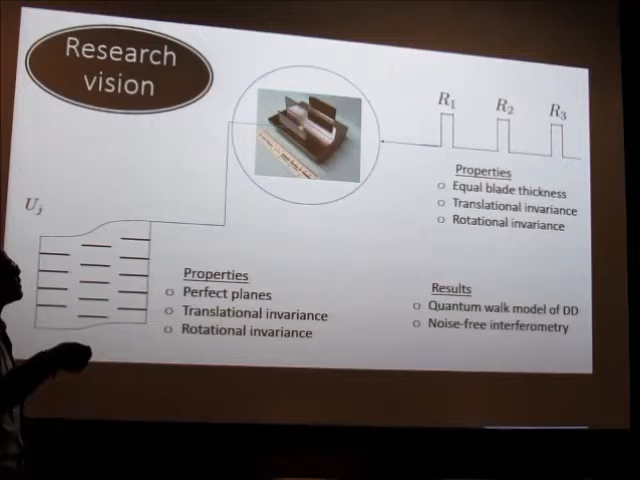 Research
vision
R1
R2
R3
Properties
Equal blade thickness
Translational invariance
Rotational invariance
Uj
Properties
Perfect planes
Translational invariance
Rotational invariance
Results
Quantum walk model of DD
Noise-free interferometry